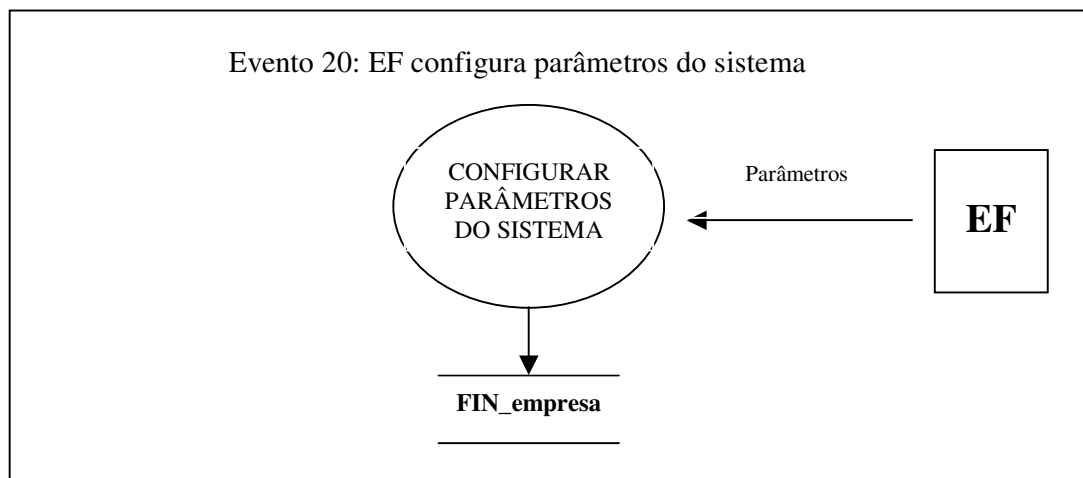 Evento 20: EF configura parâmetros do sistema
CONFIGURAR
PARÂMETROS
DO SISTEMA
Parâmetros
EF
FIN_empresa